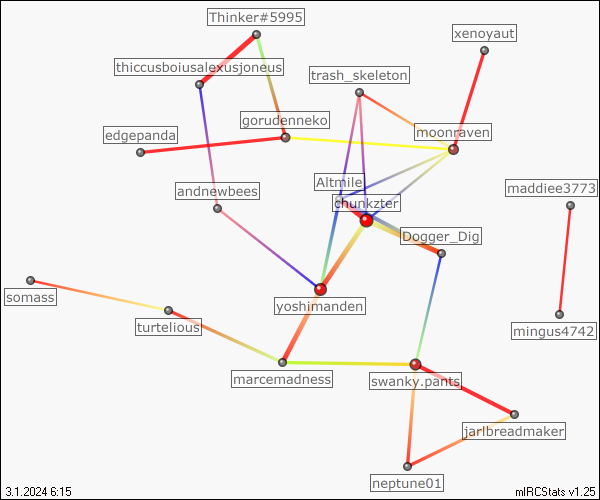 Thinker#5995
xenoyaut
thiccusboiusalexusjoneus
trash_skeleton
gorudenneko
moonraven
edgepanda
Altmile
andnewbees
maddiee3773
chunkzter
Dogger_Dig
somass
yoshimanden
turtelious
mingus4742
marcemadness
swanky.pants
jarlbreadmaker
neptune01
3.1.2024 6:15
mIRCStats v1.25